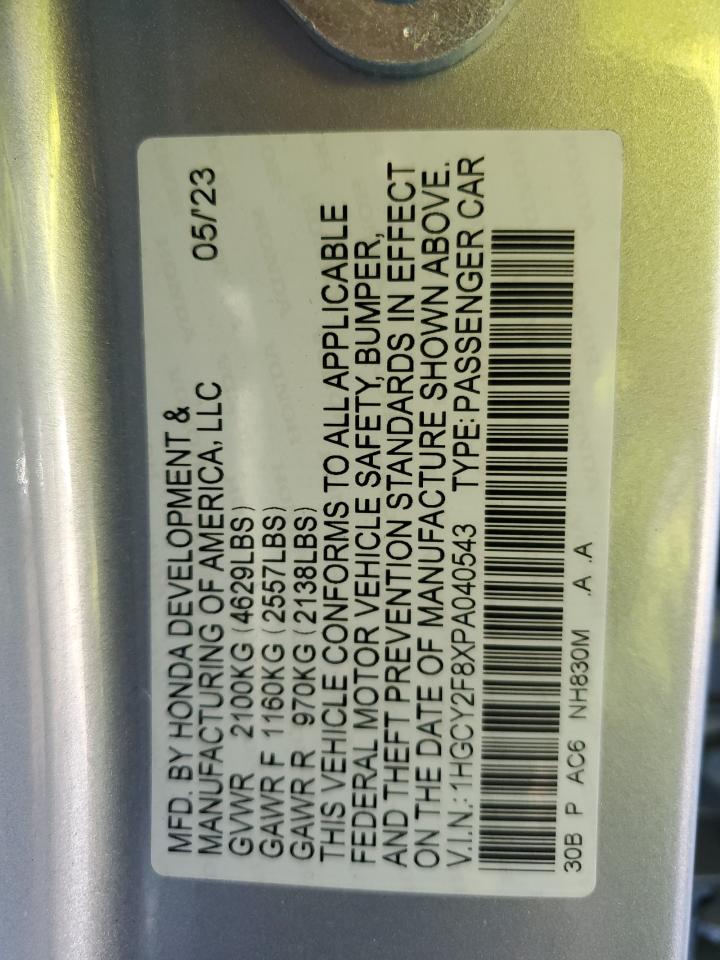 MFD. BY HONDA DEVELOPMENT &
MANUFACTURING OF AMERICA, LLC 05/'23
GVWR 2100KG (4629LBS)
GAWR F 1160KG (2557LBS)
GAWR R 970KG (2138LBS)
THIS VEHICLE CONFORMS TO ALL APPLICABLE
FEDERAL MOTOR VEHICLE SAFETY, BUMPER,
AND THEFT PREVENTION STANDARDS IN EFFECT
ON THE DATE OF MANUFACTURE SHOWN ABOVE.
V.I.N.: 1HGCY2F8XPA040543 TYPE: PASSENGER CAR
30B P AC6 NH830M .A .A